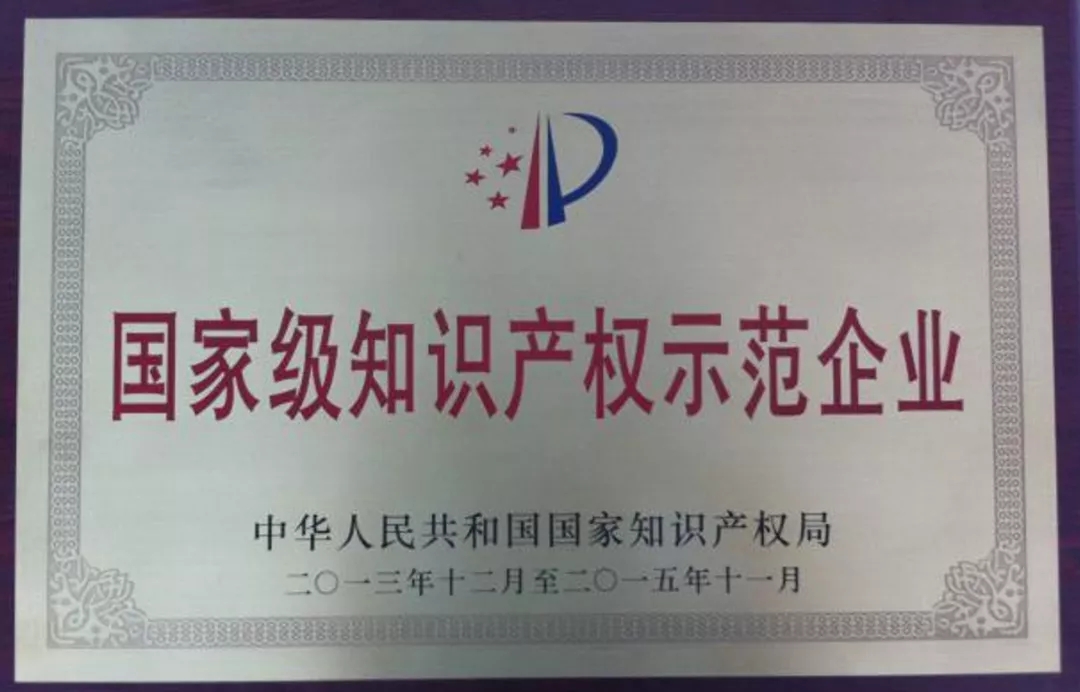 国家级知识产权示范企业
中华人民共和国国家知识产权局
二〇一三年十二月至二〇一五年十一月